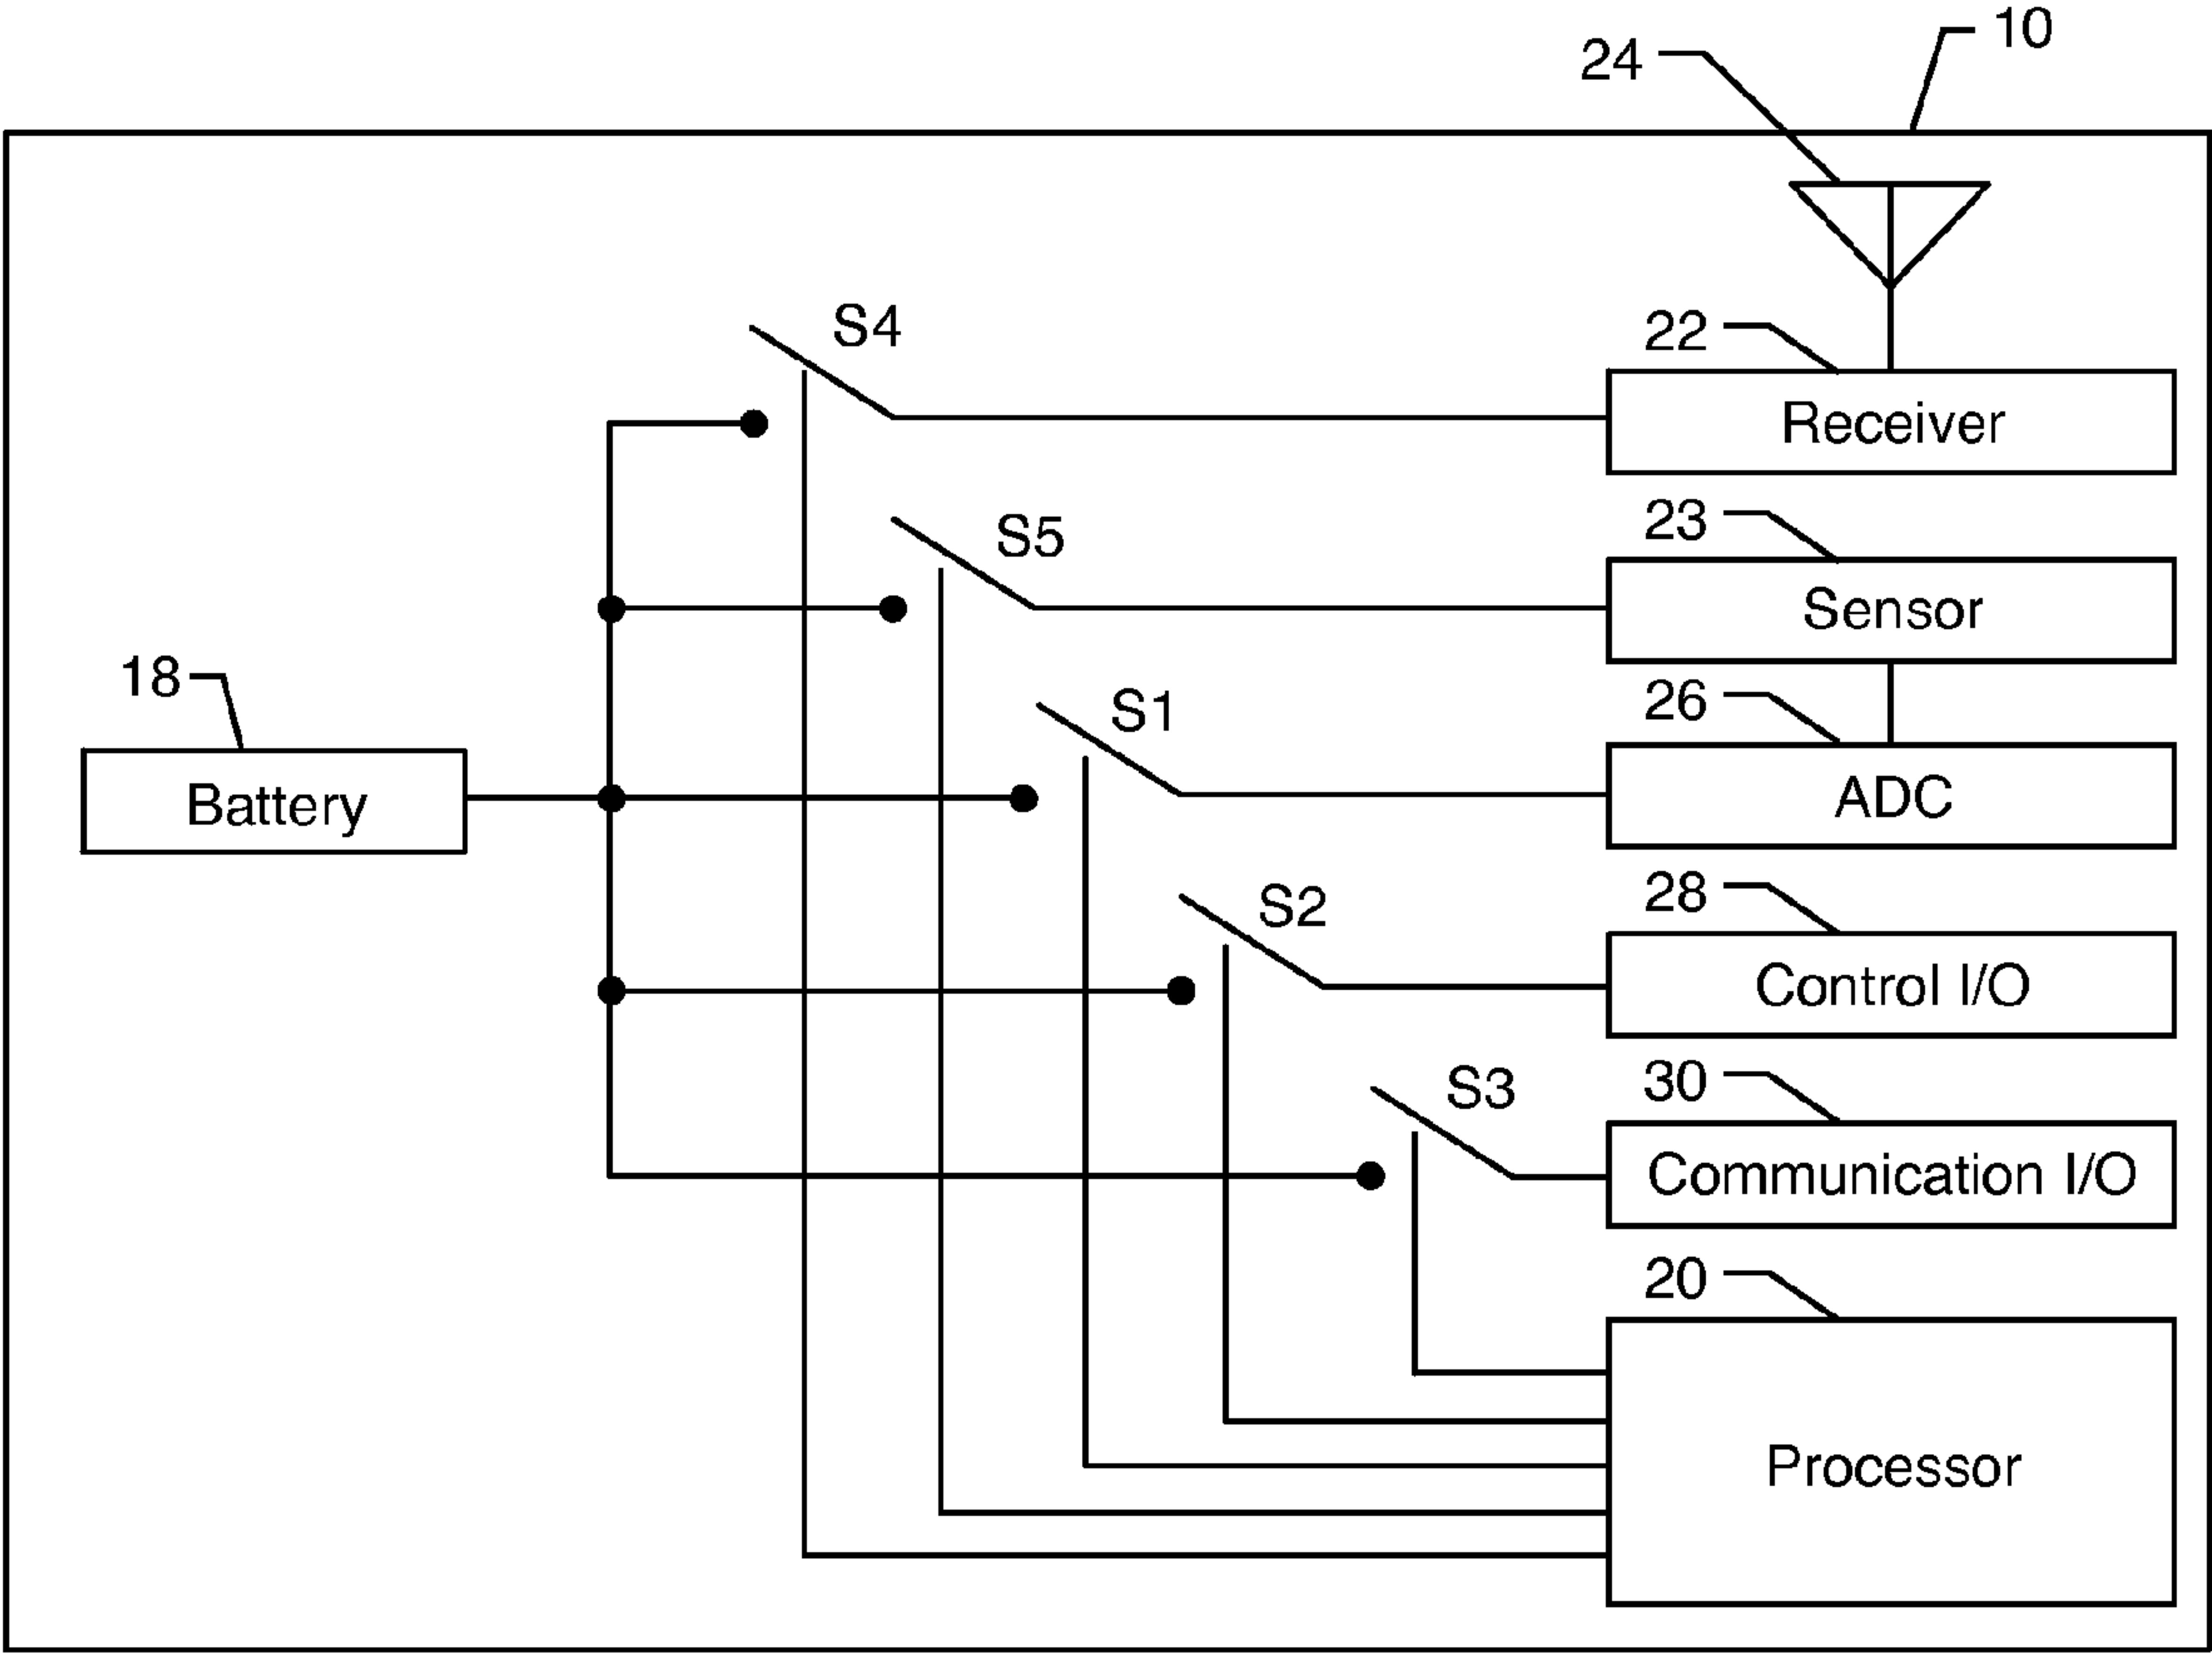 10
24
S4
22
Receiver
S5
23
Sensor
18
S1
26
Battery
ADC
S2
28
Control I/O
S3
30
Communication I/O
20
Processor